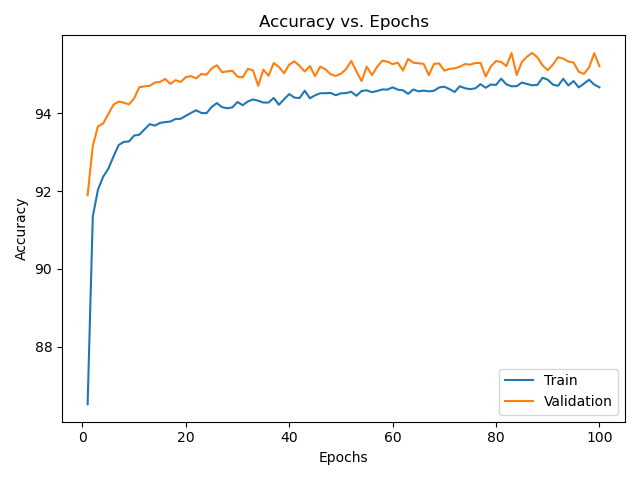 Accuracy vs. Epochs
Accuracy
94
92
90
88
0 20 40 60 80 100
Epochs
Train
Validation